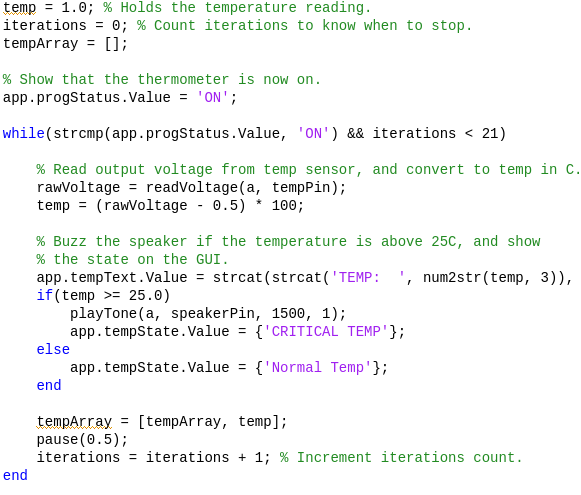 temp = 1.0; % Holds the temperature reading.
iterations = 0; % Count iterations to know when to stop.
tempArray = [];

% Show that the thermometer is now on.
app.progStatus.Value = 'ON';

while(strcmp(app.progStatus.Value, 'ON') && iterations < 21)

    % Read output voltage from temp sensor, and convert to temp in C.
    rawVoltage = readVoltage(a, tempPin);
    temp = (rawVoltage - 0.5) * 100;

    % Buzz the speaker if the temperature is above 25C, and show
    % the state on the GUI.
    app.tempText.Value = strcat(strcat('TEMP:  ', num2str(temp, 3)),
    if(temp >= 25.0)
        playTone(a, speakerPin, 1500, 1);
        app.tempState.Value = {'CRITICAL TEMP'};
    else
        app.tempState.Value = {'Normal Temp'};
    end

    tempArray = [tempArray, temp];
    pause(0.5);
    iterations = iterations + 1; % Increment iterations count.
end